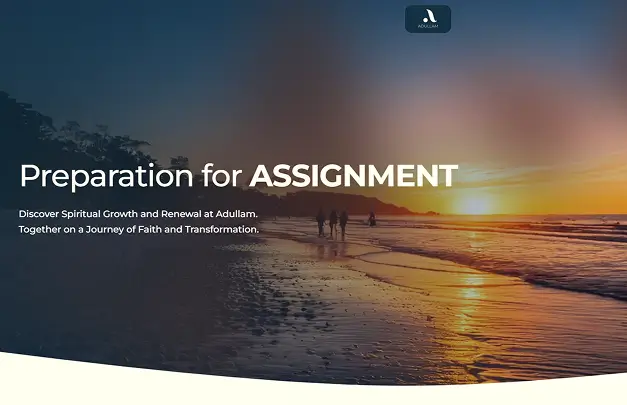 ADULLAM
Preparation for ASSIGNMENT
Discover Spiritual Growth and Renewal at Adullam.
Together on a Journey of Faith and Transformation.